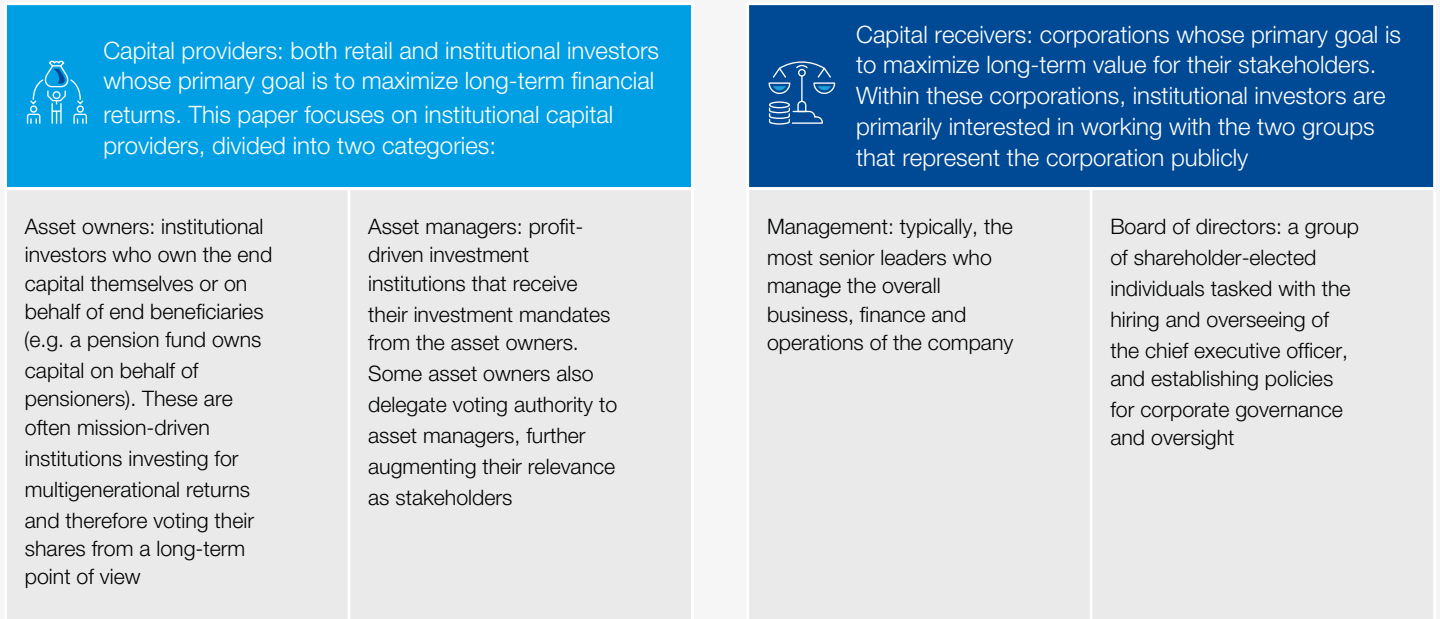 Capital providers: both retail and institutional investors
whose primary goal is to maximize long-term financial
returns. This paper focuses on institutional capital
providers, divided into two categories:
Asset owners: institutional
investors who own the end
capital themselves or on
behalf of end beneficiaries
(e.g. a pension fund owns
capital on behalf of
pensioners). These are
often mission-driven
institutions investing for
multigenerational returns
and therefore voting their
shares from a long-term
point of view
Asset managers: profit-
driven investment
institutions that receive
their investment mandates
from the asset owners.
Some asset owners also
delegate voting authority to
asset managers, further
augmenting their relevance
as stakeholders
Capital receivers: corporations whose primary goal is
to maximize long-term value for their stakeholders.
Within these corporations, institutional investors are
primarily interested in working with the two groups
that represent the corporation publicly
Management: typically, the
most senior leaders who
manage the overall
business, finance and
operations of the company
Board of directors: a group
of shareholder-elected
individuals tasked with the
hiring and overseeing of
the chief executive officer,
and establishing policies
for corporate governance
and oversight